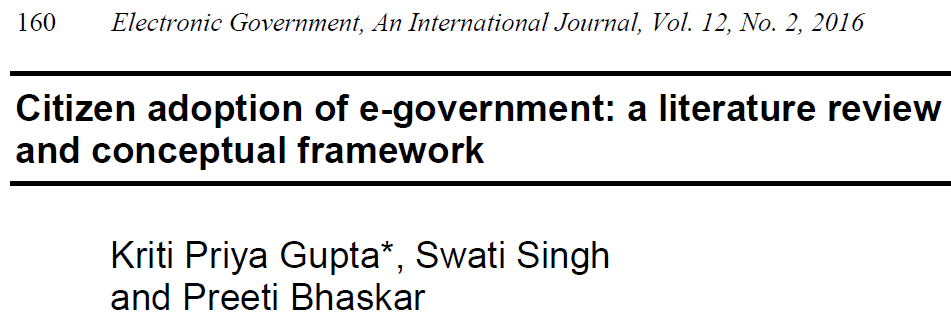 160 Electronic Government, An International Journal, Vol. 12, No. 2, 2016
Citizen adoption of e-government: a literature review
and conceptual framework
Kriti Priya Gupta*, Swati Singh
and Preeti Bhaskar